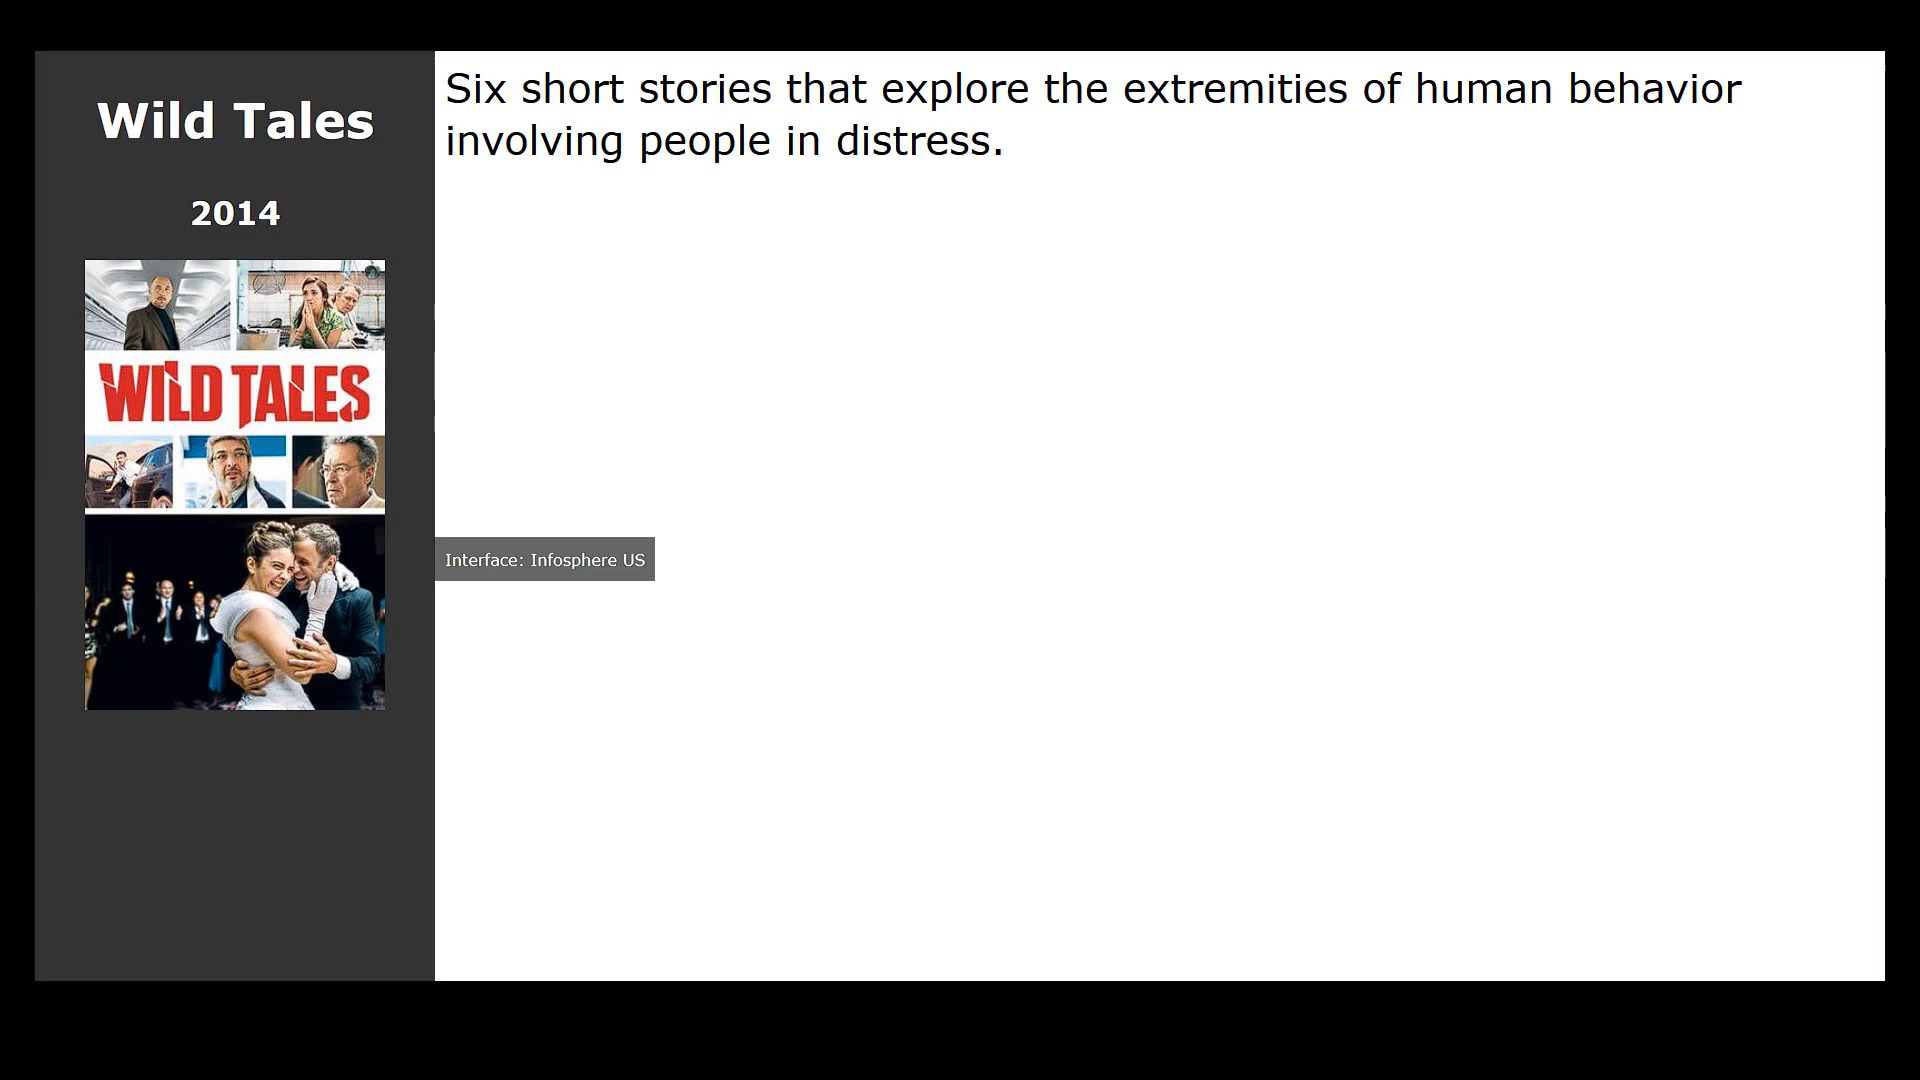 Wild Tales
2014
WILD TALES
Six short stories that explore the extremities of human behavior
involving people in distress.
Interface: Infosphere US